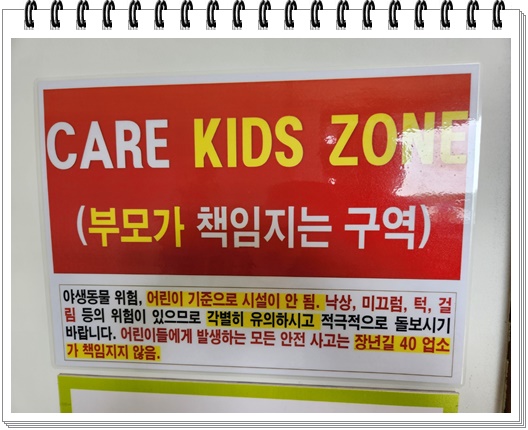 CARE KIDS ZONE
(부모가 책임지는 구역)
야생동물 위험, 어린이 기준으로 시설이 안 됨. 낙상, 미끄럼, 턱, 걸
림 등의 위험이 있으므로 각별히 유의하시고 적극적으로 돌보시기
바랍니다. 어린이들에게 발생하는 모든 안전 사고는 장년길 40 업소
가 책임지지 않음.